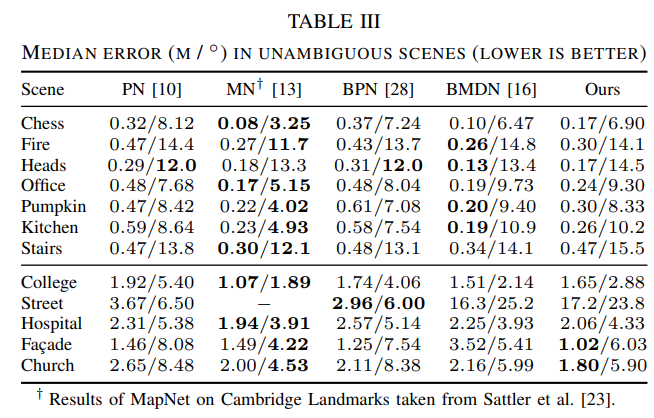 TABLE III
MEDIAN ERROR (M / °) IN UNAMBIGUOUS SCENES (LOWER IS BETTER)
Scene PN [10] MN† [13] BPN [28] BMDN [16] Ours
Chess 0.32/8.12 0.08/3.25 0.37/7.24 0.10/6.47 0.17/6.90
Fire 0.47/14.4 0.27/11.7 0.43/13.7 0.26/14.8 0.30/14.1
Heads 0.29/12.0 0.18/13.3 0.31/12.0 0.13/13.4 0.17/14.5
Office 0.48/7.68 0.17/5.15 0.48/8.04 0.19/9.73 0.24/9.30
Pumpkin 0.47/8.42 0.22/4.02 0.61/7.08 0.20/9.40 0.30/8.33
Kitchen 0.59/8.64 0.23/4.93 0.58/7.54 0.19/10.9 0.26/10.2
Stairs 0.47/13.8 0.30/12.1 0.48/13.1 0.34/14.1 0.47/15.5
College 1.92/5.40 1.07/1.89 1.74/4.06 1.51/2.14 1.65/2.88
Street 3.67/6.50 – 2.96/6.00 16.3/25.2 17.2/23.8
Hospital 2.31/5.38 1.94/3.91 2.57/5.14 2.25/3.93 2.06/4.33
Façade 1.46/8.08 1.49/4.22 1.25/7.54 3.52/5.41 1.02/6.03
Church 2.65/8.48 2.00/4.53 2.11/8.38 2.16/5.99 1.80/5.90
† Results of MapNet on Cambridge Landmarks taken from Sattler et al. [23].